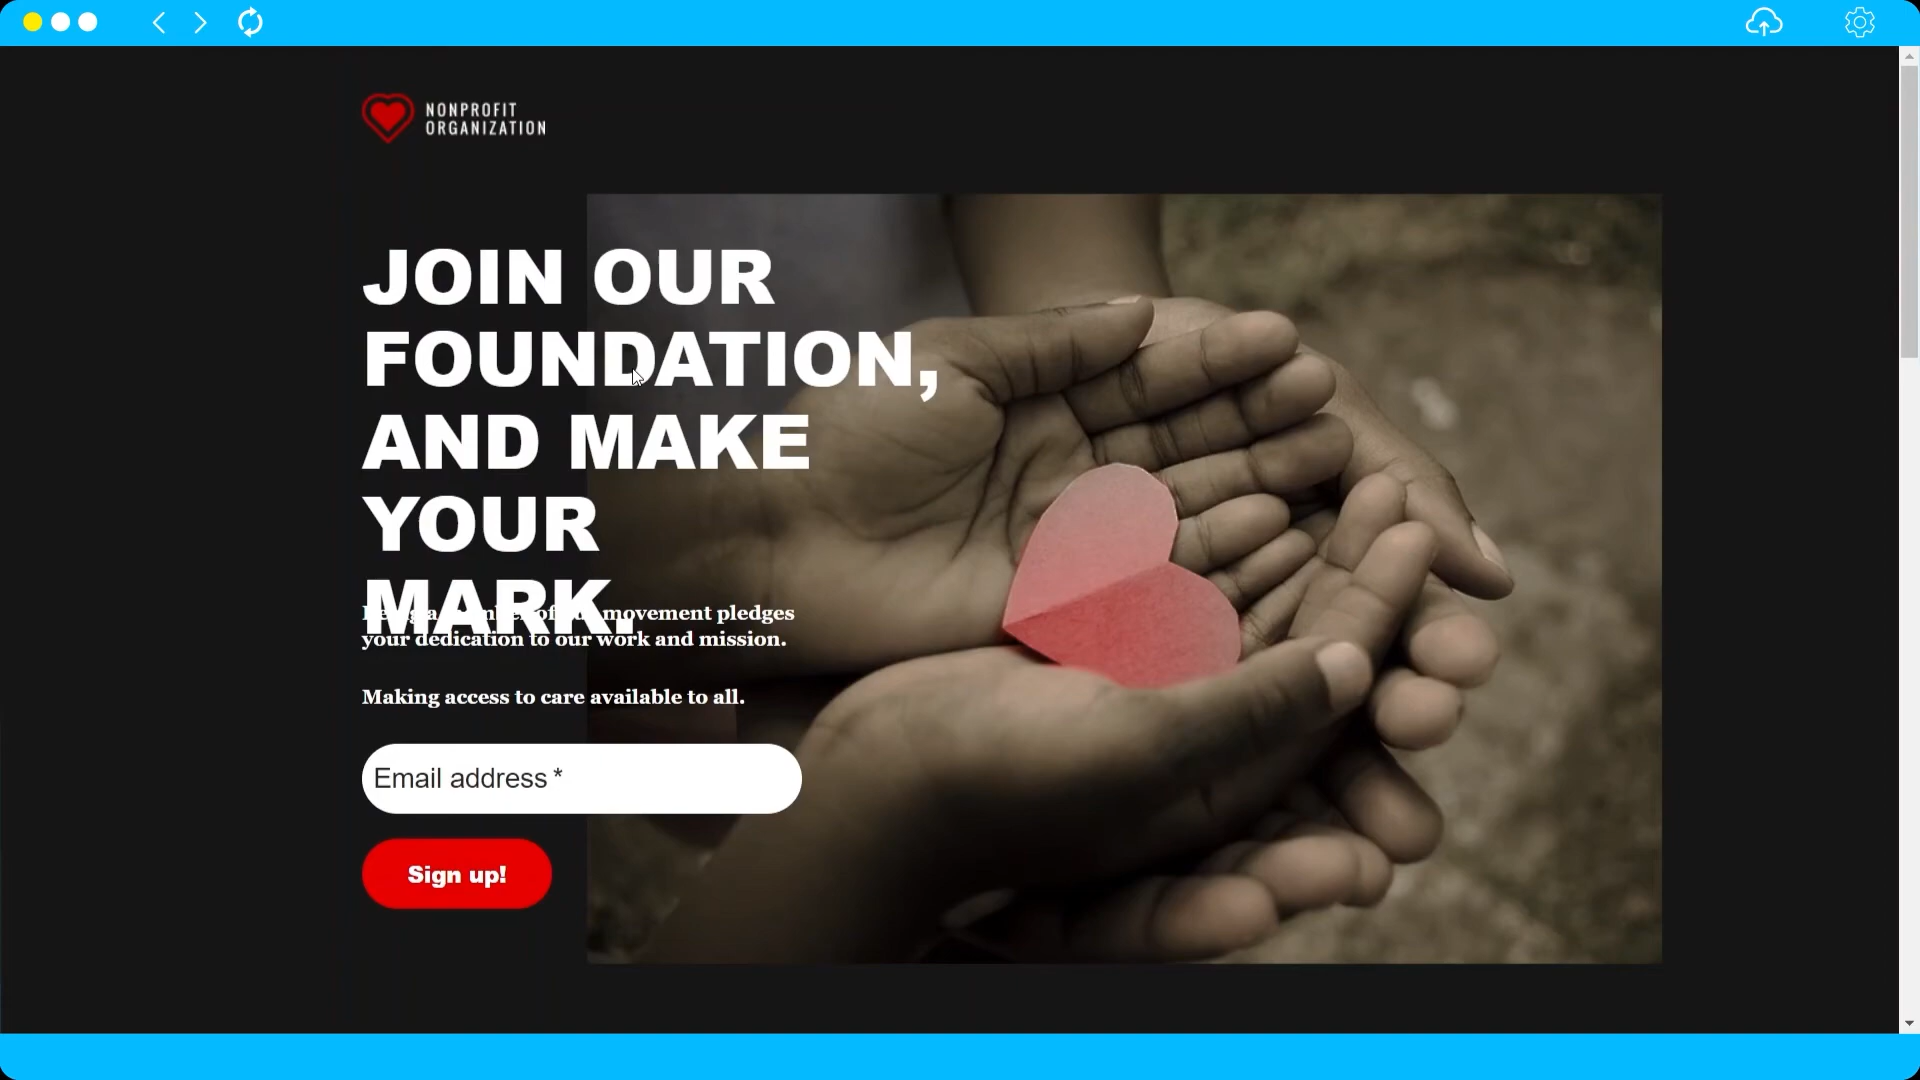 NONPROFIT
ORGANIZATION
JOIN OUR
FOUNDATION,
AND MAKE
YOUR
MARK.
a of movement pledges
your dedication to our work and mission.
Making access to care available to all.
Email address *
Sign up!